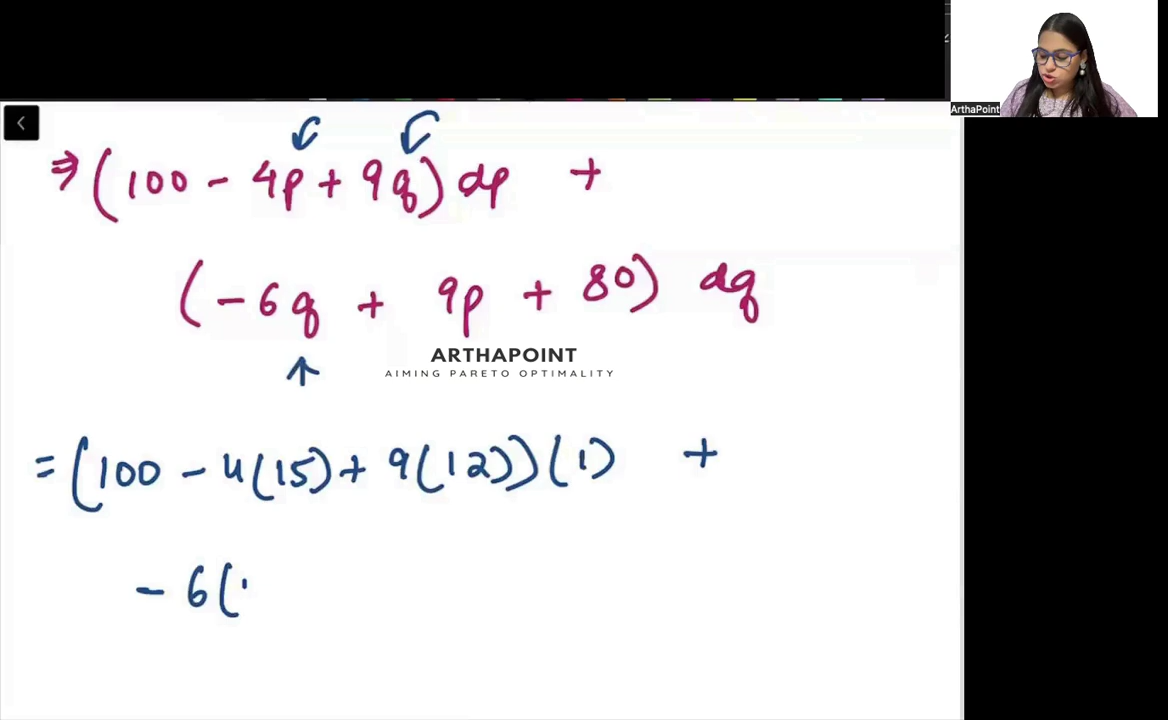 ArthaPoint
⇒ (100 - 4p + 9q) dp +
(-6q + 9p + 80) dq
ARTHAPOINT
AIMING PARETO OPTIMALITY
= (100 - 4(15) + 9(12))(1) +
- 6(